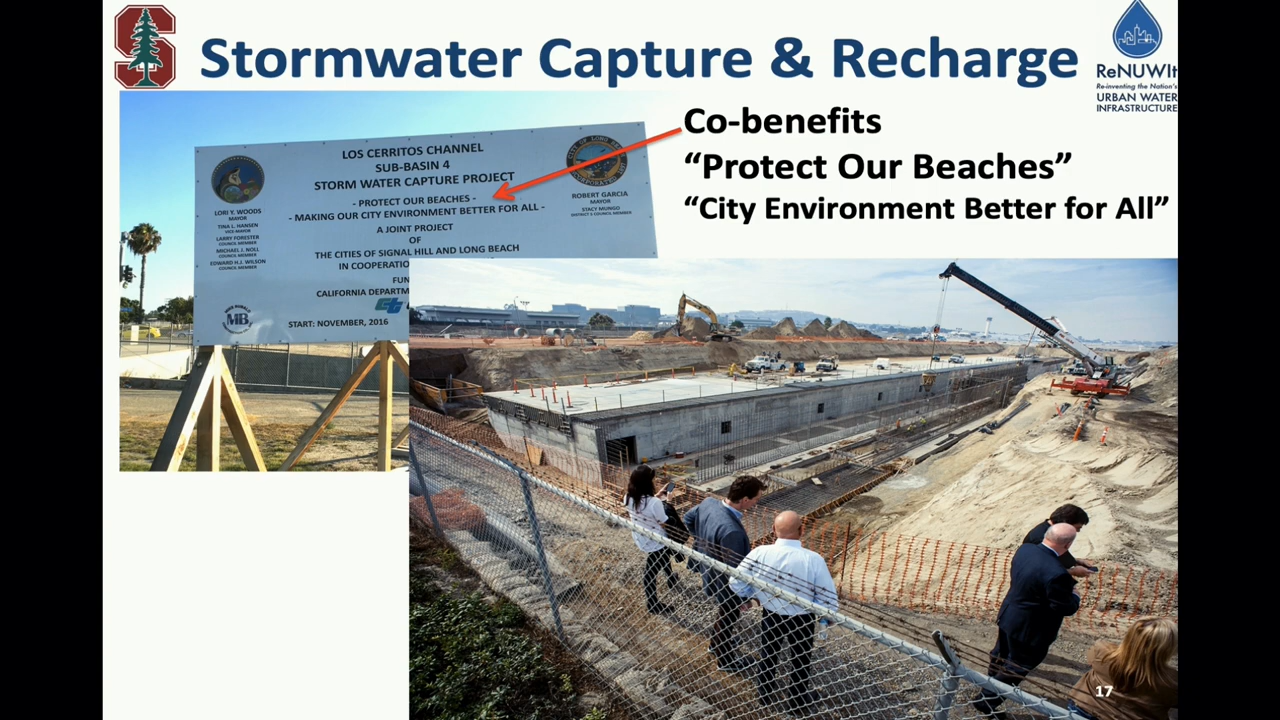 Stormwater Capture & Recharge
ReNUWIt
Re-inventing the Nation's
URBAN WATER
INFRASTRUCTURE
Co-benefits
“Protect Our Beaches”
“City Environment Better for All”
LOS CERRITOS CHANNEL
SUB-BASIN 4
STORM WATER CAPTURE PROJECT
- PROTECT OUR BEACHES -
- MAKING OUR CITY ENVIRONMENT BETTER FOR ALL -
A JOINT PROJECT
OF
THE CITIES OF SIGNAL HILL AND LONG BEACH
IN COOPERATIO
FUN
CALIFORNIA DEPARTM
START: NOVEMBER, 2016
LORI Y. WOODS
MAYOR
TINA L. HANSEN
VICE-MAYOR
LARRY FORESTER
COUNCIL MEMBER
MICHAEL J. NOLL
COUNCIL MEMBER
EDWARD H.J. WILSON
COUNCIL MEMBER
MB
ROBERT GARCIA
MAYOR
STACY MUNGO
DISTRICT 5 COUNCIL MEMBER
17